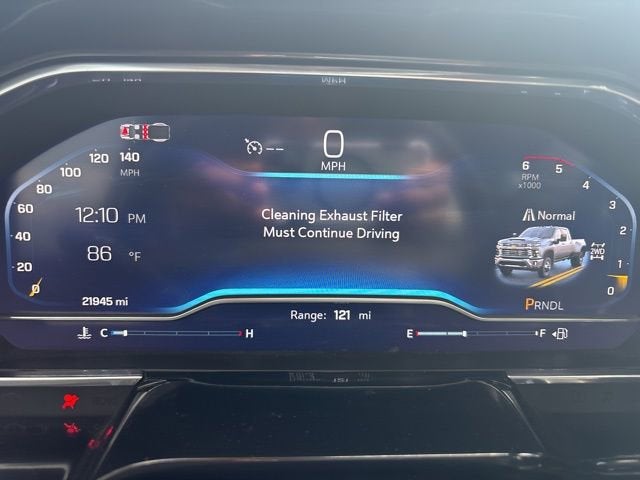 0
MPH
120
140
MPH
100
80
60
40
20
0
12:10 PM
86 °F
21945 mi
Cleaning Exhaust Filter
Must Continue Driving
6
5
4
3
2
1
0
RPM
x1000
Normal
2WD
PRNDL
Range: 121 mi
C H
E F